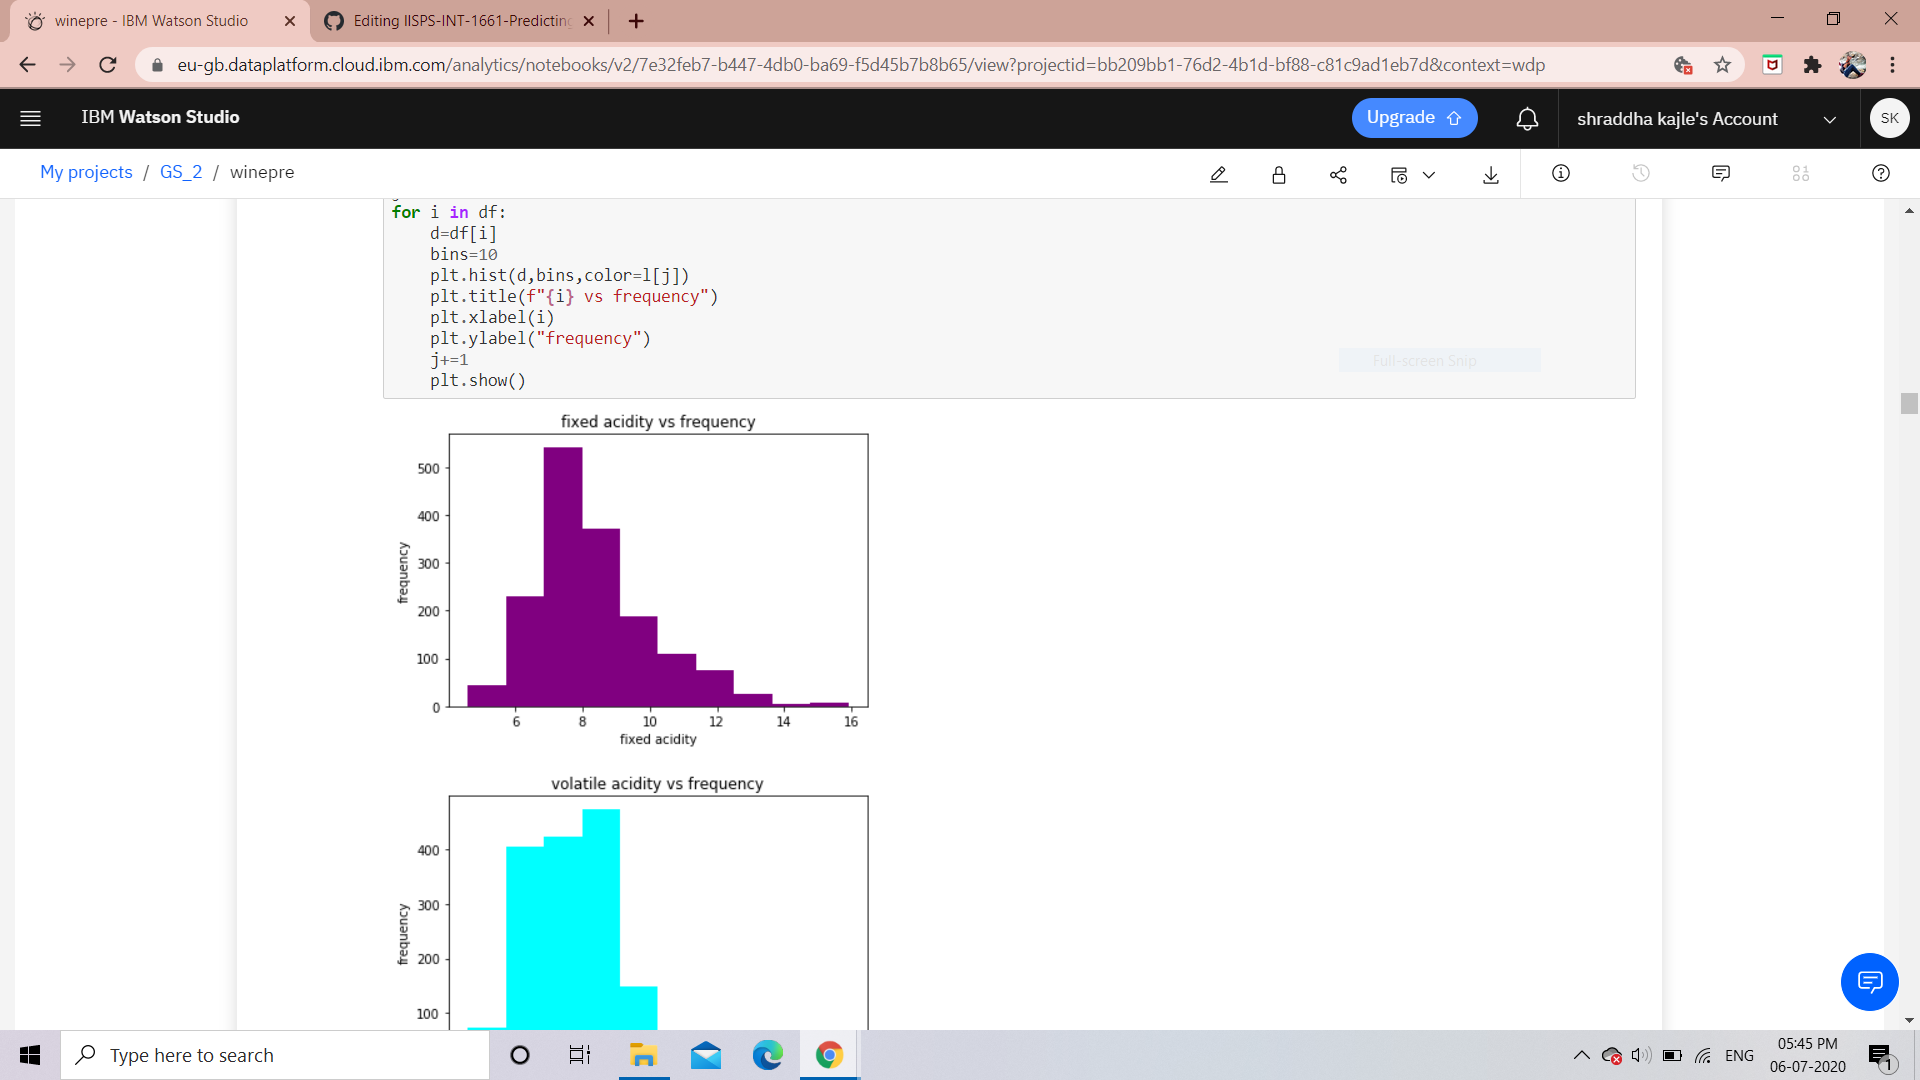 winepre - IBM Watson Studio
Editing IISPS-INT-1661-Predicting
eu-gb.dataplatform.cloud.ibm.com/analytics/notebooks/v2/7e32feb7-b447-4db0-ba69-f5d45b7b8b65/view?projectid=bb209bb1-76d2-4b1d-bf88-c81c9ad1eb7d&context=wdp
IBM Watson Studio
Upgrade
shraddha kajle's Account
SK
My projects / GS_2 / winepre
for i in df:
    d=df[i]
    bins=10
    plt.hist(d,bins,color=l[j])
    plt.title(f"{i} vs frequency")
    plt.xlabel(i)
    plt.ylabel("frequency")
    j+=1
    plt.show()
Full-screen Snip
fixed acidity vs frequency
500
400
300
200
100
0
frequency
6 8 10 12 14 16
fixed acidity
volatile acidity vs frequency
400
300
200
100
frequency
Type here to search
ENG
05:45 PM
06-07-2020
1